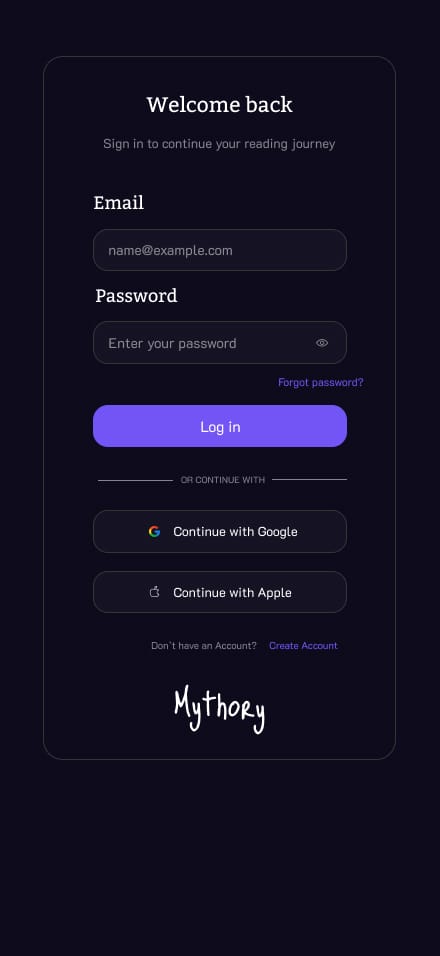 Welcome back
Sign in to continue your reading journey
Email
name@example.com
Password
Enter your password
Forgot password?
Log in
OR CONTINUE WITH
Continue with Google
Continue with Apple
Don't have an Account? Create Account
Mythory